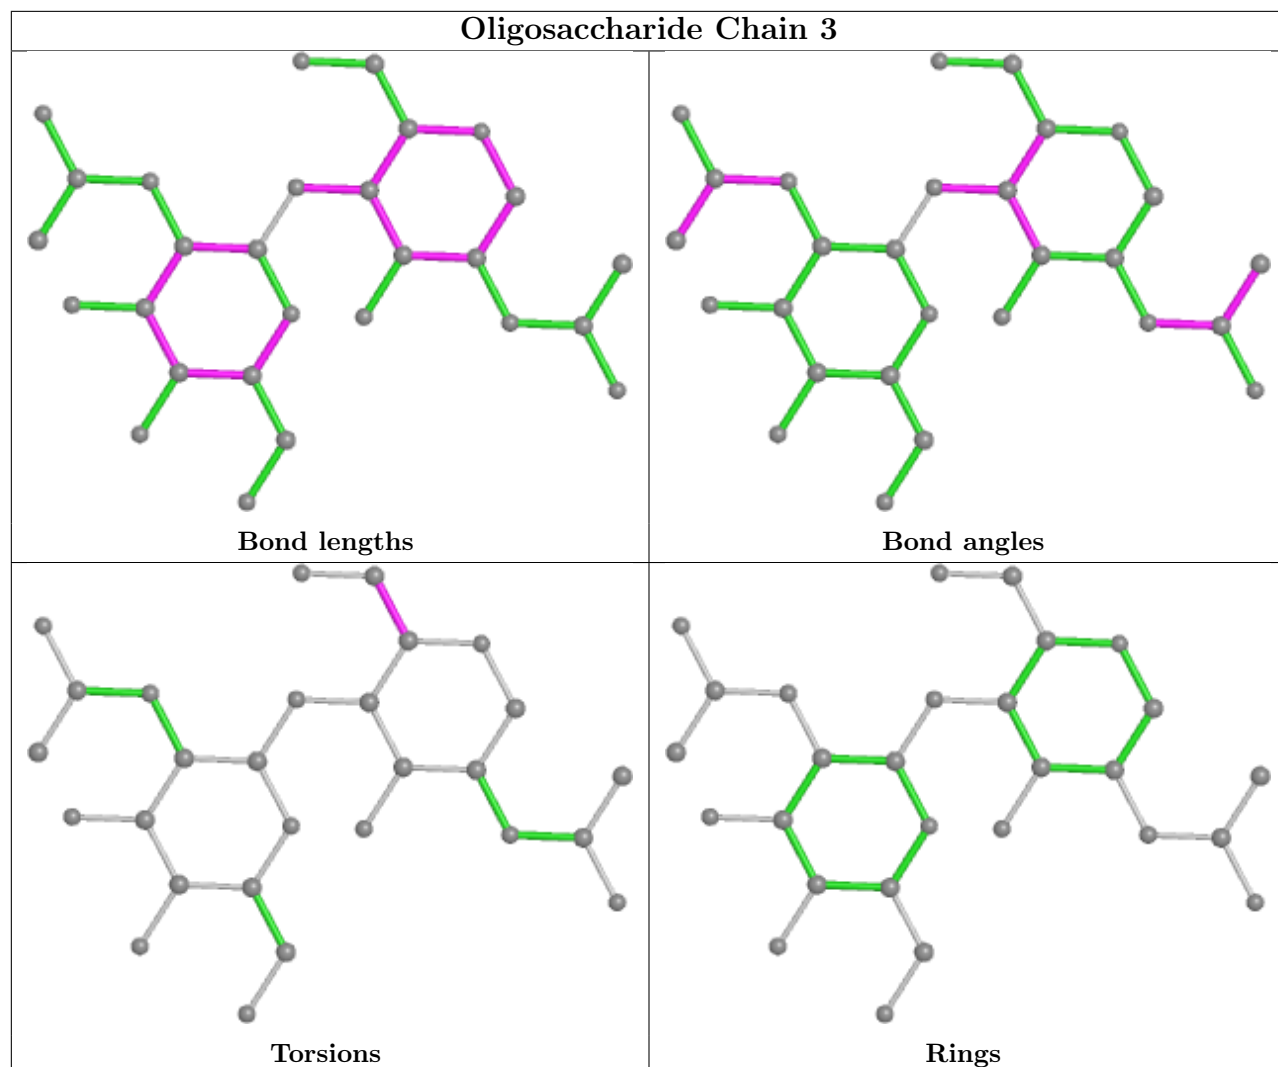 Oligosaccharide Chain 3
Bond lengths
Bond angles
Torsions
Rings